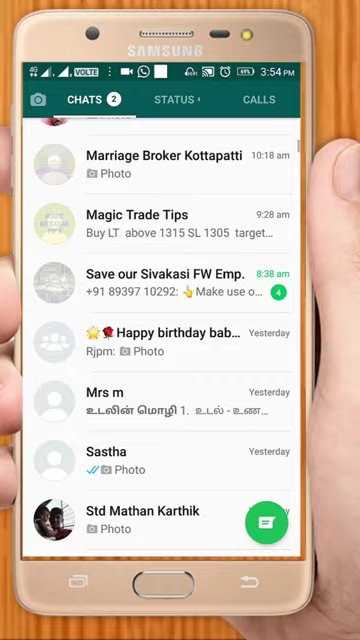 SAMSUNG
4G VOLTE 69% 3:54 PM
CHATS 2 STATUS CALLS
Photo
Marriage Broker Kottapatti 10:18 am
Photo
Magic Trade Tips 9:28 am
Buy LT above 1315 SL 1305 target...
Save our Sivakasi FW Emp. 8:38 am
+91 89397 10292: 👆Make use o... 4
🌟🌹Happy birthday bab... Yesterday
Rjpm: Photo
Mrs m Yesterday
உடலின் மொழி 1. உடல் - உண...
Sastha Yesterday
Photo
Std Mathan Karthik
Photo